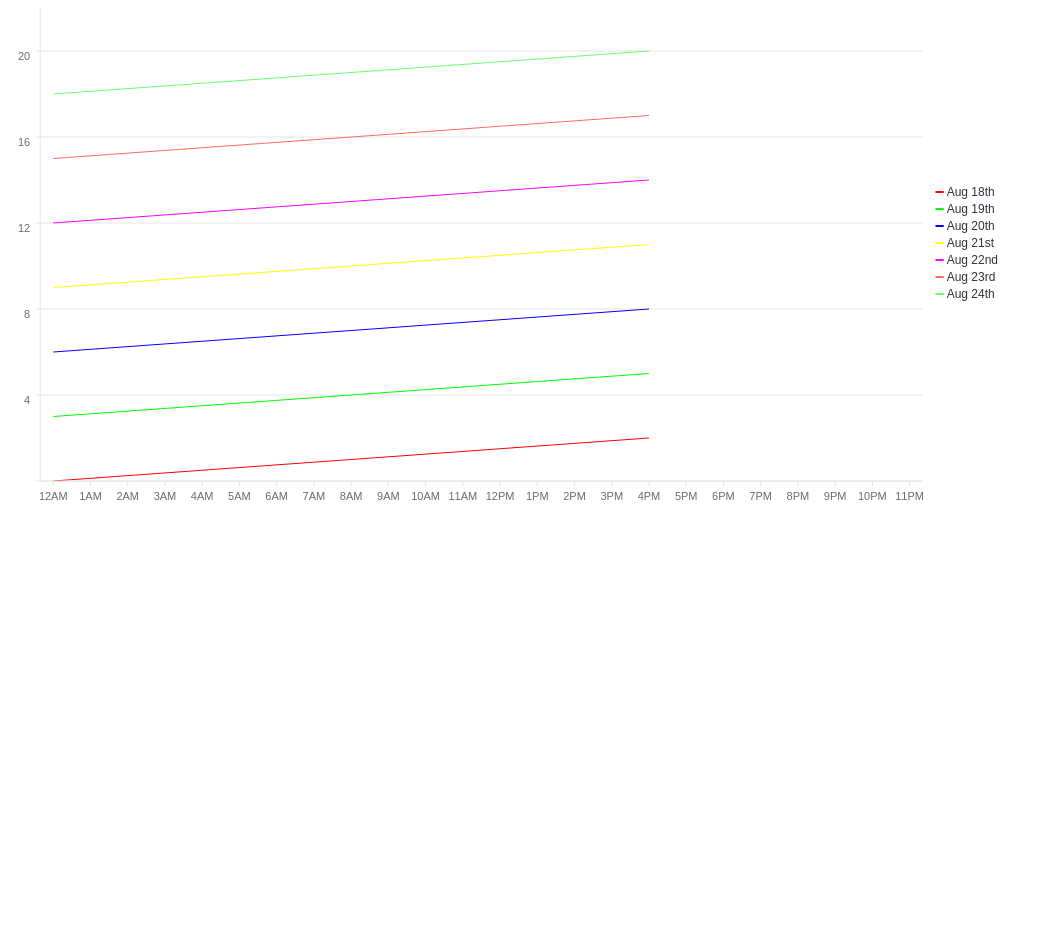 20
16
12
8
4
12AM 1AM 2AM 3AM 4AM 5AM 6AM 7AM 8AM 9AM 10AM 11AM 12PM 1PM 2PM 3PM 4PM 5PM 6PM 7PM 8PM 9PM 10PM 11PM
Aug 18th
Aug 19th
Aug 20th
Aug 21st
Aug 22nd
Aug 23rd
Aug 24th